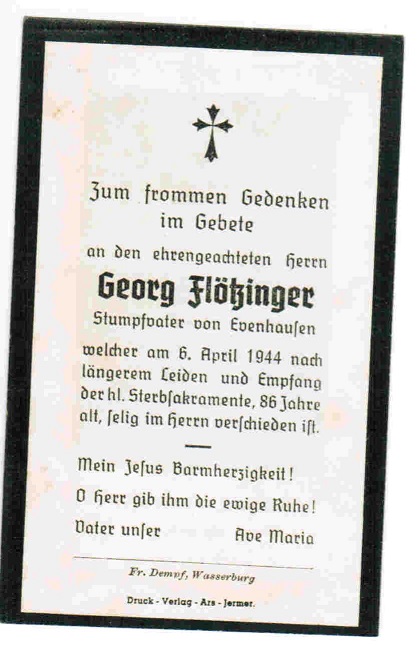 Zum frommen Gedenken
im Gebete
an den ehrengeachteten Herrn
Georg Flötzinger
Stumpfvater von Evenhausen
welcher am 6. April 1944 nach
längerem Leiden und Empfang
der hl. Sterbsakramente, 86 Jahre
alt, selig im Herrn verschieden ist.
Mein Jesus Barmherzigkeit!
O Herr gib ihm die ewige Ruhe!
Vater unser Ave Maria
Fr. Dempf, Wasserburg
Druck - Verlag - Ars - Jermer.